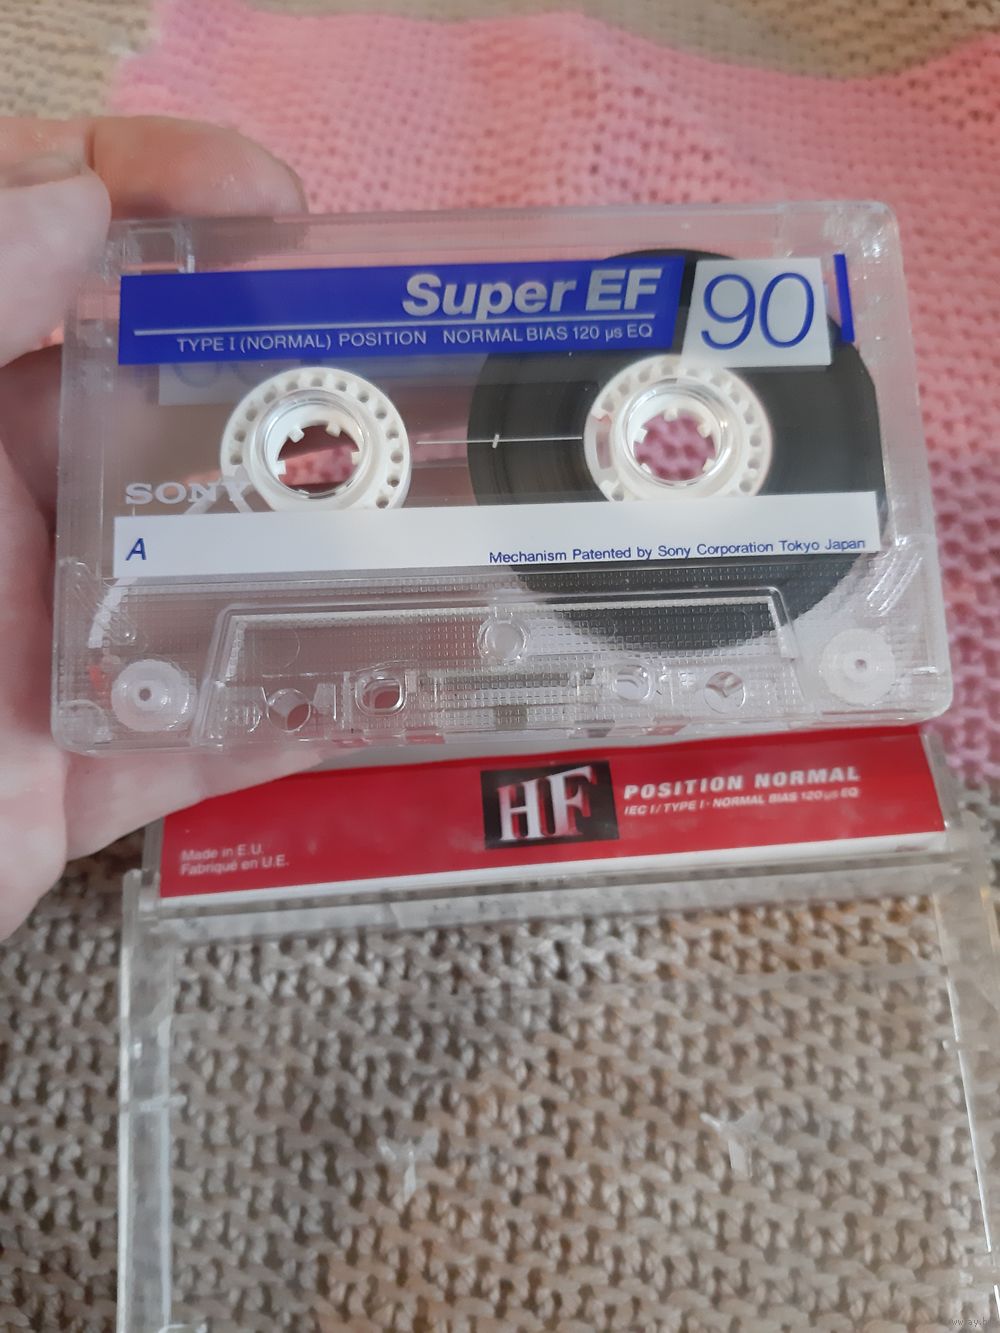 Super EF
90
TYPE I (NORMAL) POSITION NORMAL BIAS 120 µs EQ
SONY
A
Mechanism Patented by Sony Corporation Tokyo Japan
HF
POSITION NORMAL
IEC I/TYPE I · NORMAL BIAS 120 µs EQ
Made in E.U.
Fabriqué en U.E.